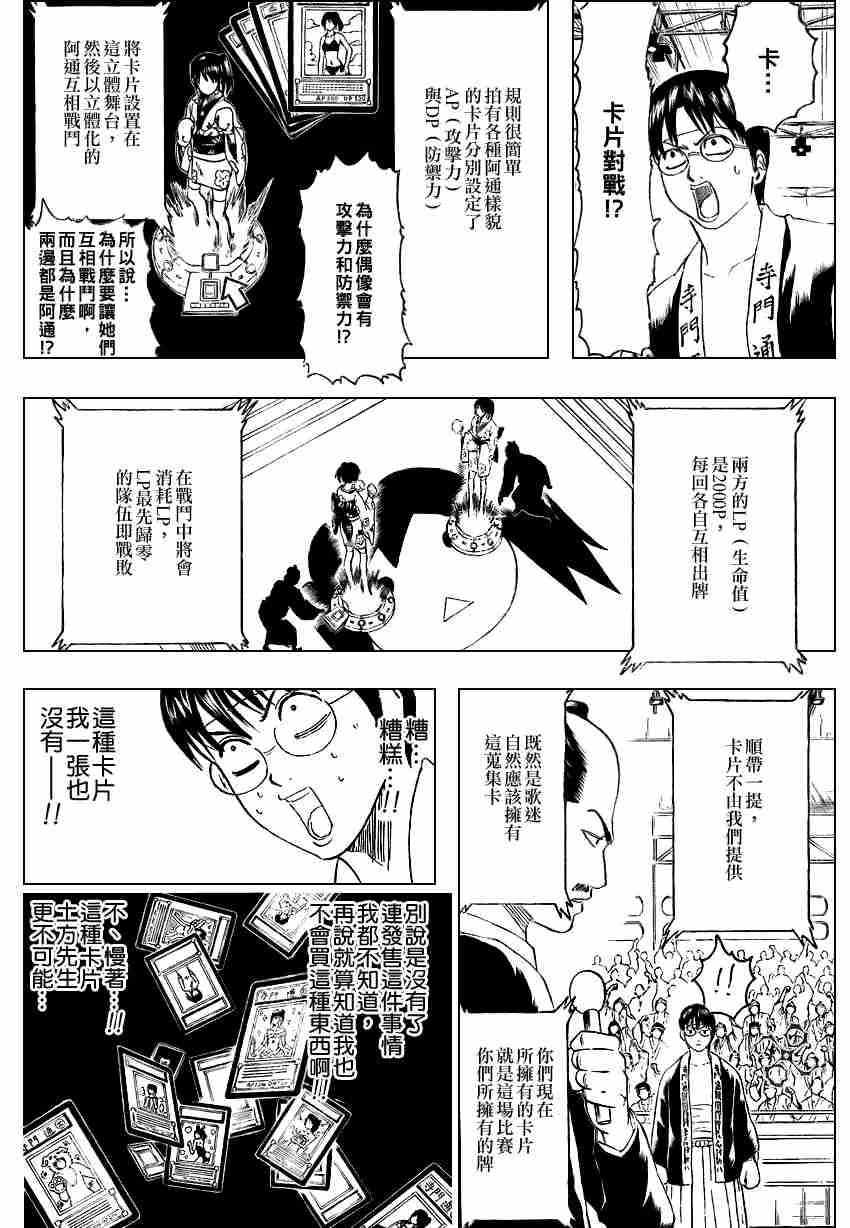 卡…
卡片對戰!?
寺門通
寺門
規則很簡單
拍有各種阿通樣貌
的卡片分別設定了
AP（攻擊力）
與DP（防禦力）
為什麼偶像會有
攻擊力和防禦力!?
將卡片設置在
這立體舞台，
然後以立體化的
阿通互相戰鬥
所以說…
為什麼要讓她們
互相戰鬥啊，
而且為什麼
兩邊都是阿通!?
兩方的LP（生命值）
是2000P，
每回各自互相出牌
在戰鬥中將會
消耗LP，
LP最先歸零
的隊伍即戰敗
順帶一提，
卡片不由我們提供
既然是歌迷
自然應該擁有
這蒐集卡
!!
你們現在
所擁有的卡片
就是這場比賽
你們所擁有的牌
糟…
糟糕…!!
這種卡片
我一張也
沒有——!!
別說是沒有了
連發售這件事情
我都不知道，
再說就算知道我也
不會買這種東西啊!!!
不、慢著…!!
這種卡片
土方先生
更不可能…
寺門通
寺門